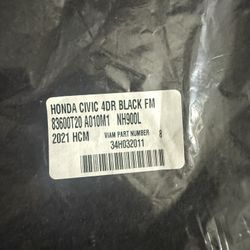 HONDA CIVIC 4DR BLACK FM
83600T20 A010M1 NH900L
2021 HCM VIAM PART NUMBER 8
34H032011